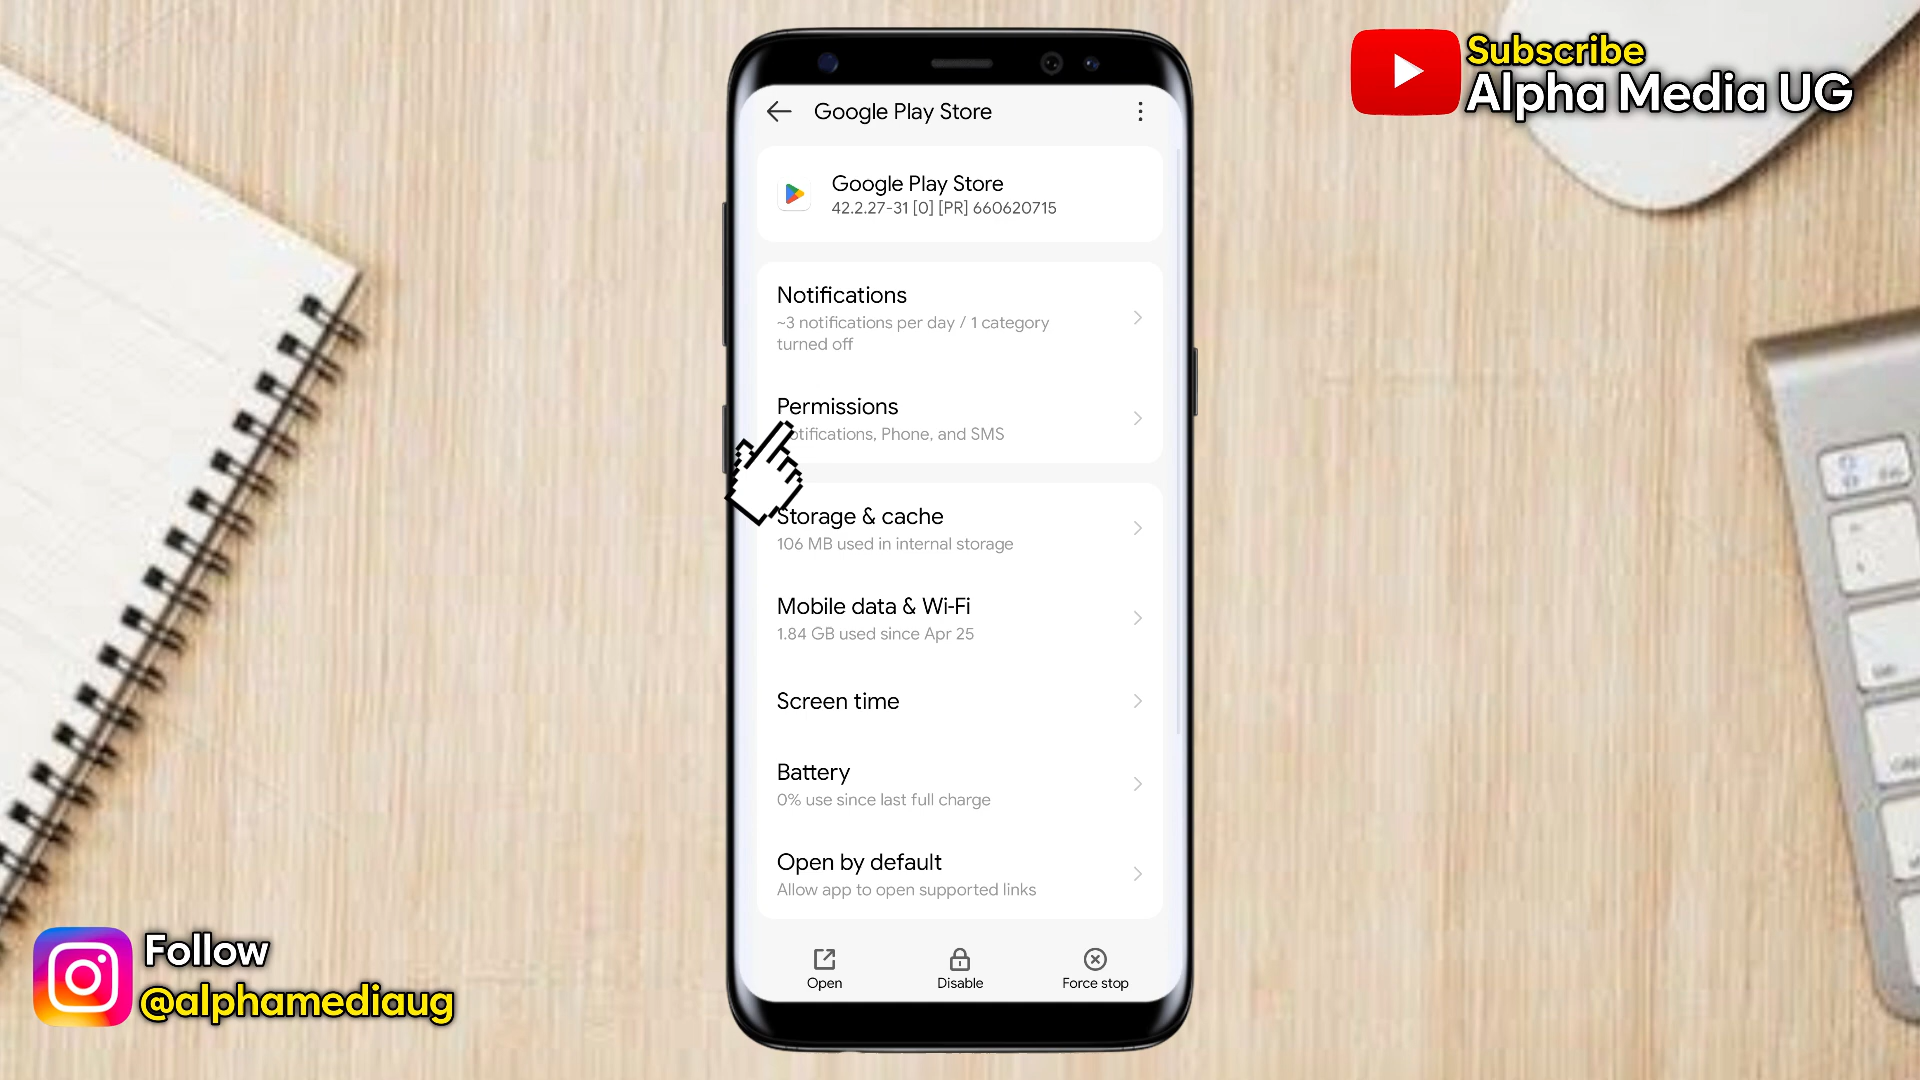 Subscribe
Alpha Media UG
Google Play Store
Google Play Store
42.2.27-31 [0] [PR] 660620715
Notifications
~3 notifications per day / 1 category
turned off
Permissions
otifications, Phone, and SMS
Storage & cache
106 MB used in internal storage
Mobile data & Wi-Fi
1.84 GB used since Apr 25
Screen time
Battery
0% use since last full charge
Open by default
Allow app to open supported links
Open
Disable
Force stop
Follow
@alphamediaug